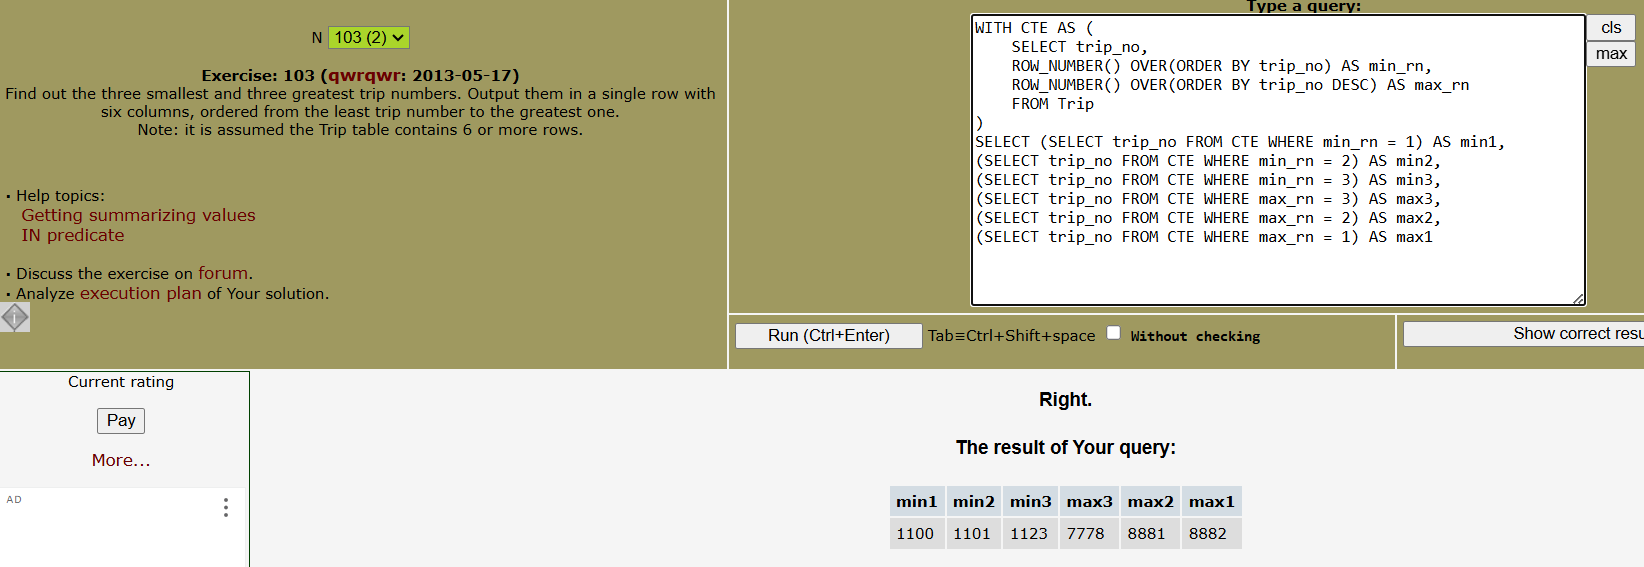 N 103 (2)
Exercise: 103 (qwrqwr: 2013-05-17)
Find out the three smallest and three greatest trip numbers. Output them in a single row with
six columns, ordered from the least trip number to the greatest one.
Note: it is assumed the Trip table contains 6 or more rows.
· Help topics:
Getting summarizing values
IN predicate
· Discuss the exercise on forum.
· Analyze execution plan of Your solution.
Type a query:
WITH CTE AS (
    SELECT trip_no,
    ROW_NUMBER() OVER(ORDER BY trip_no) AS min_rn,
    ROW_NUMBER() OVER(ORDER BY trip_no DESC) AS max_rn
    FROM Trip
)
SELECT (SELECT trip_no FROM CTE WHERE min_rn = 1) AS min1,
(SELECT trip_no FROM CTE WHERE min_rn = 2) AS min2,
(SELECT trip_no FROM CTE WHERE min_rn = 3) AS min3,
(SELECT trip_no FROM CTE WHERE max_rn = 3) AS max3,
(SELECT trip_no FROM CTE WHERE max_rn = 2) AS max2,
(SELECT trip_no FROM CTE WHERE max_rn = 1) AS max1
cls
max
Run (Ctrl+Enter) Tab≡Ctrl+Shift+space Without checking
Show correct resu
Current rating
Pay
More...
AD
Right.
The result of Your query:
min1 min2 min3 max3 max2 max1
1100 1101 1123 7778 8881 8882